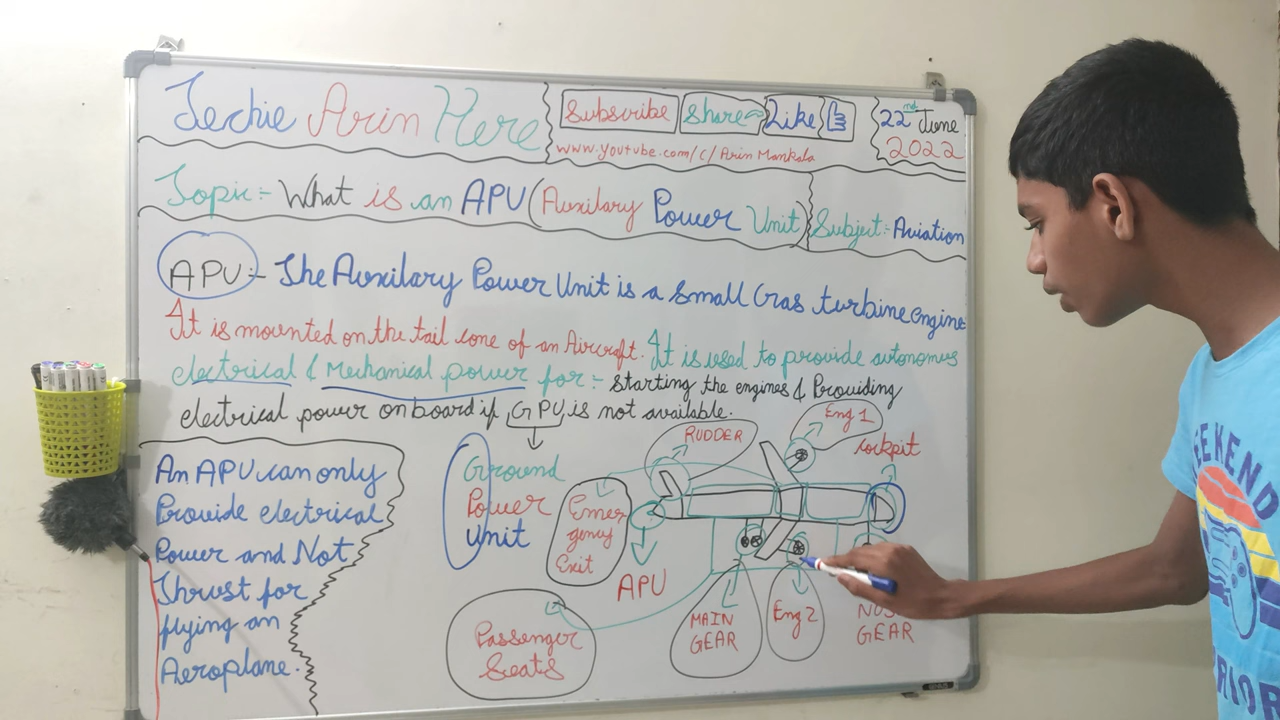 Techie Arin Here
Subscribe Share Like
www.youtube.com/c/Arin Mankala
22nd June
2022
Topic:- What is an APU (Auxilary Power Unit)
Subject:- Aviation
APU:- The Auxilary Power Unit is a small Gas turbine engine
It is mounted on the tail cone of an Aircraft. It is used to provide autonomus
electrical & Mechanical power for:- starting the engines & Providing
electrical power on board if GPU is not available.
An APU can only
Provide electrical
Power and Not
Thrust for
flying an
Aeroplane.
Ground
Power
Unit
Emer
gency
Exit
RUDDER
Eng 1
cockpit
APU
Passenger
Seats
MAIN
GEAR
Eng 2
GEAR
WEEKEND